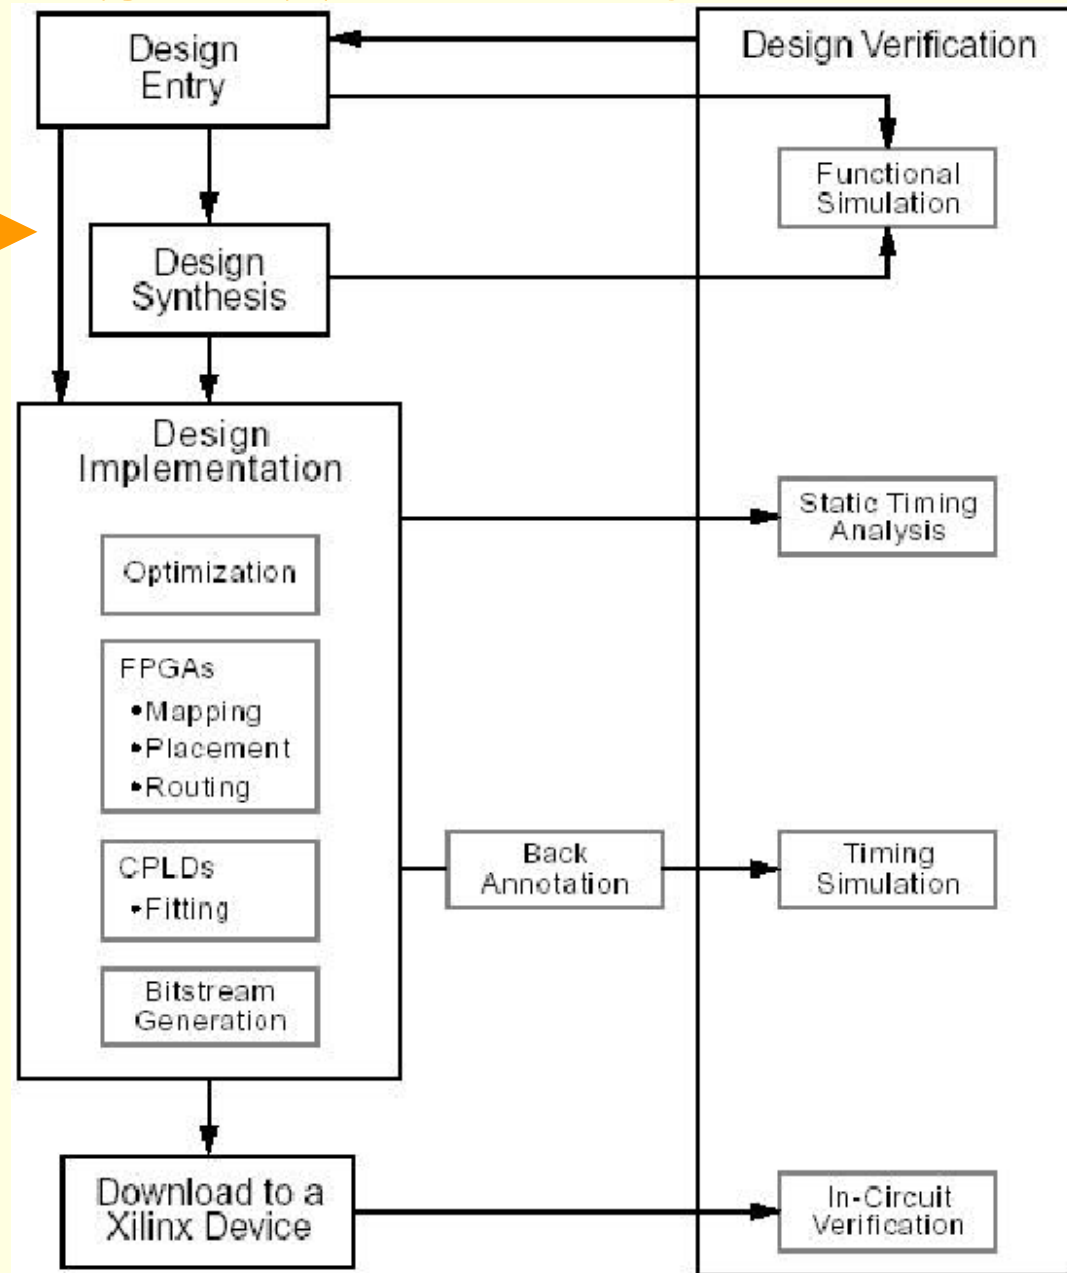 Design
Entry
Design Verification
Functional
Simulation
Design
Synthesis
Design
Implementation
Static Timing
Analysis
Optimization
FPGAs
•Mapping
•Placement
•Routing
CPLDs
•Fitting
Back
Annotation
Timing
Simulation
Bitstream
Generation
Download to a
Xilinx Device
In-Circuit
Verification